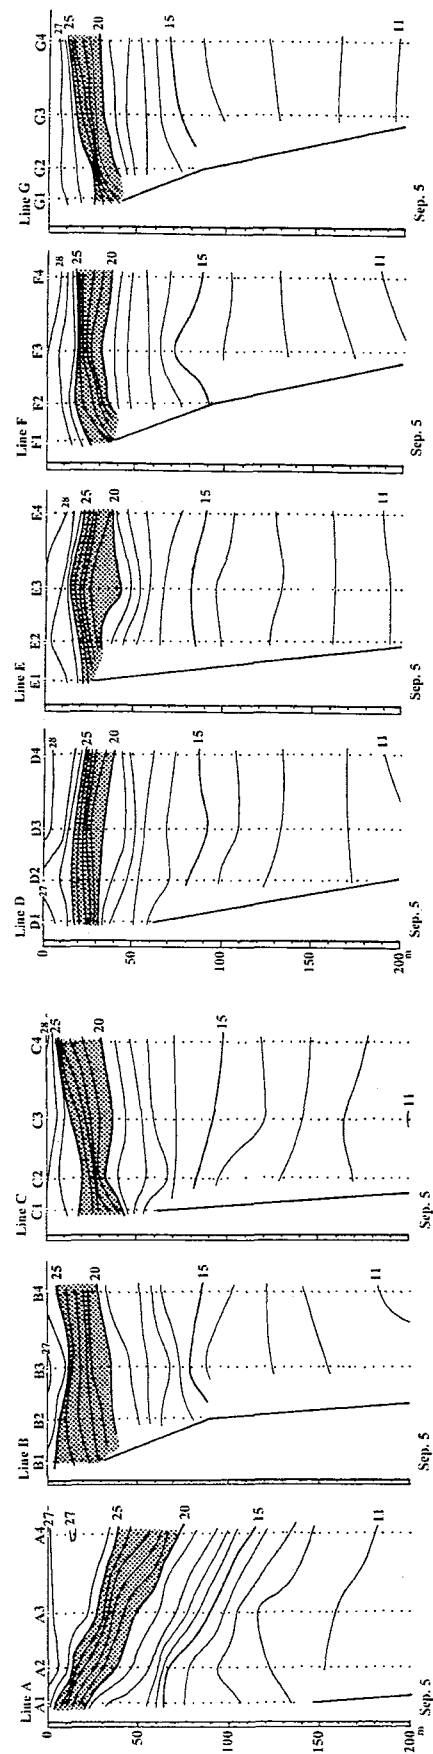 Line A
A1 A2 A3 A4
27
27
25
20
15
11
0
50
100
150
200 m
Sep. 5
Line B
B1 B2 B3 B4
27
25
20
15
11
Sep. 5
Line C
C1 C2 C3 C4
28
25
20
15
11
Sep. 5
Line D
D1 D2 D3 D4
27
28
25
20
15
11
0
50
100
150
200 m
Sep. 5
Line E
E1 E2 E3 E4
28
25
20
15
11
Sep. 5
Line F
F1 F2 F3 F4
28
25
20
15
11
Sep. 5
Line G
G1 G2 G3 G4
27
25
20
15
11
Sep. 5